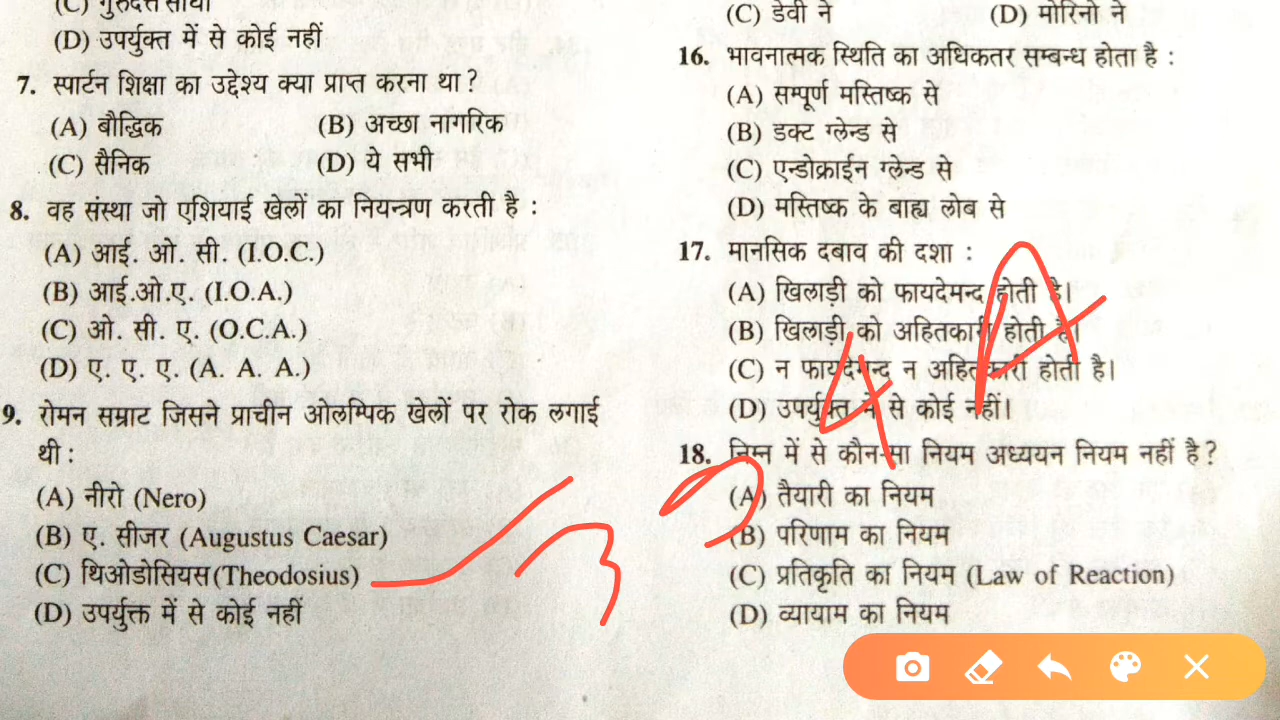 (C) गुरुदत्त सोंधी
(D) उपर्युक्त में से कोई नहीं
7. स्पार्टन शिक्षा का उद्देश्य क्या प्राप्त करना था ?
(A) बौद्धिक (B) अच्छा नागरिक
(C) सैनिक (D) ये सभी
8. वह संस्था जो एशियाई खेलों का नियन्त्रण करती है :
(A) आई. ओ. सी. (I.O.C.)
(B) आई.ओ.ए. (I.O.A.)
(C) ओ. सी. ए. (O.C.A.)
(D) ए. ए. ए. (A. A. A.)
9. रोमन सम्राट जिसने प्राचीन ओलम्पिक खेलों पर रोक लगाई
थी :
(A) नीरो (Nero)
(B) ए. सीजर (Augustus Caesar)
(C) थिओडोसियस (Theodosius)
(D) उपर्युक्त में से कोई नहीं
(C) डेवी ने (D) मोरिनो ने
16. भावनात्मक स्थिति का अधिकतर सम्बन्ध होता है :
(A) सम्पूर्ण मस्तिष्क से
(B) डक्ट ग्लेन्ड से
(C) एन्डोक्राईन ग्लेन्ड से
(D) मस्तिष्क के बाह्य लोब से
17. मानसिक दबाव की दशा :
(A) खिलाड़ी को फायदेमन्द होती है।
(B) खिलाड़ी को अहितकारी होती है।
(C) न फायदेमन्द न अहितकारी होती है।
(D) उपर्युक्त में से कोई नहीं।
18. निम्न में से कौन-सा नियम अध्ययन नियम नहीं है ?
(A) तैयारी का नियम
(B) परिणाम का नियम
(C) प्रतिकृति का नियम (Law of Reaction)
(D) व्यायाम का नियम